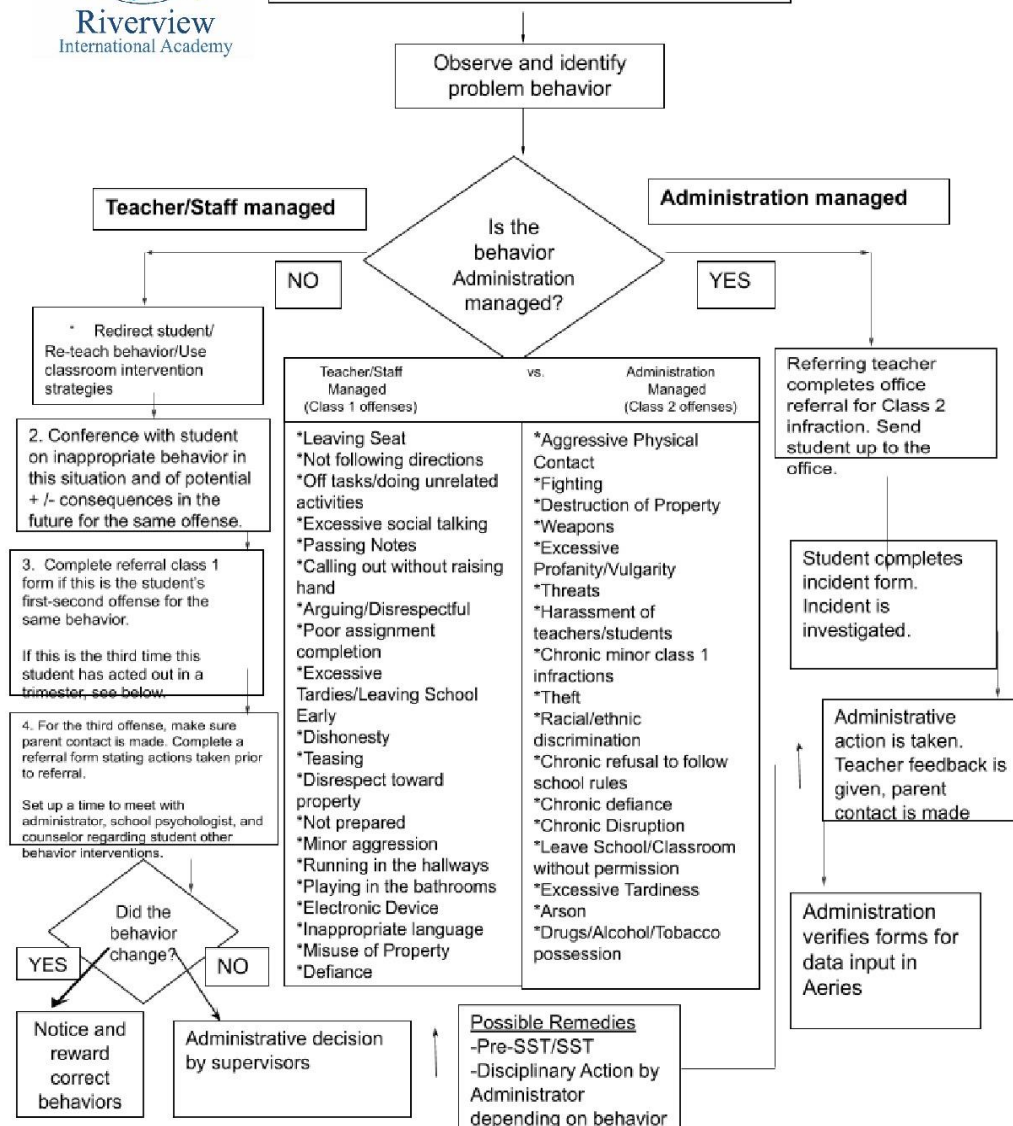 Riverview
International Academy
Observe and identify
problem behavior
Teacher/Staff managed
Administration managed
Is the
behavior
Administration
managed?
NO
YES
* Redirect student/
Re-teach behavior/Use
classroom intervention
strategies
2. Conference with student
on inappropriate behavior in
this situation and of potential
+ /- consequences in the
future for the same offense.
3. Complete referral class 1
form if this is the student's
first-second offense for the
same behavior.
If this is the third time this
student has acted out in a
trimester, see below.
4. For the third offense, make sure
parent contact is made. Complete a
referral form stating actions taken prior
to referral.
Set up a time to meet with
administrator, school psychologist, and
counselor regarding student other
behavior interventions.
Did the
behavior
change?
YES
NO
Notice and
reward
correct
behaviors
Administrative decision
by supervisors
Teacher/Staff
Managed
(Class 1 offenses)
vs.
Administration
Managed
(Class 2 offenses)
*Leaving Seat
*Not following directions
*Off tasks/doing unrelated
activities
*Excessive social talking
*Passing Notes
*Calling out without raising
hand
*Arguing/Disrespectful
*Poor assignment
completion
*Excessive
Tardies/Leaving School
Early
*Dishonesty
*Teasing
*Disrespect toward
property
*Not prepared
*Minor aggression
*Running in the hallways
*Playing in the bathrooms
*Electronic Device
*Inappropriate language
*Misuse of Property
*Defiance
*Aggressive Physical
Contact
*Fighting
*Destruction of Property
*Weapons
*Excessive
Profanity/Vulgarity
*Threats
*Harassment of
teachers/students
*Chronic minor class 1
infractions
*Theft
*Racial/ethnic
discrimination
*Chronic refusal to follow
school rules
*Chronic defiance
*Chronic Disruption
*Leave School/Classroom
without permission
*Excessive Tardiness
*Arson
*Drugs/Alcohol/Tobacco
possession
Referring teacher
completes office
referral for Class 2
infraction. Send
student up to the
office.
Student completes
incident form.
Incident is
investigated.
Administrative
action is taken.
Teacher feedback is
given, parent
contact is made
Administration
verifies forms for
data input in
Aeries
Possible Remedies
-Pre-SST/SST
-Disciplinary Action by
Administrator
depending on behavior